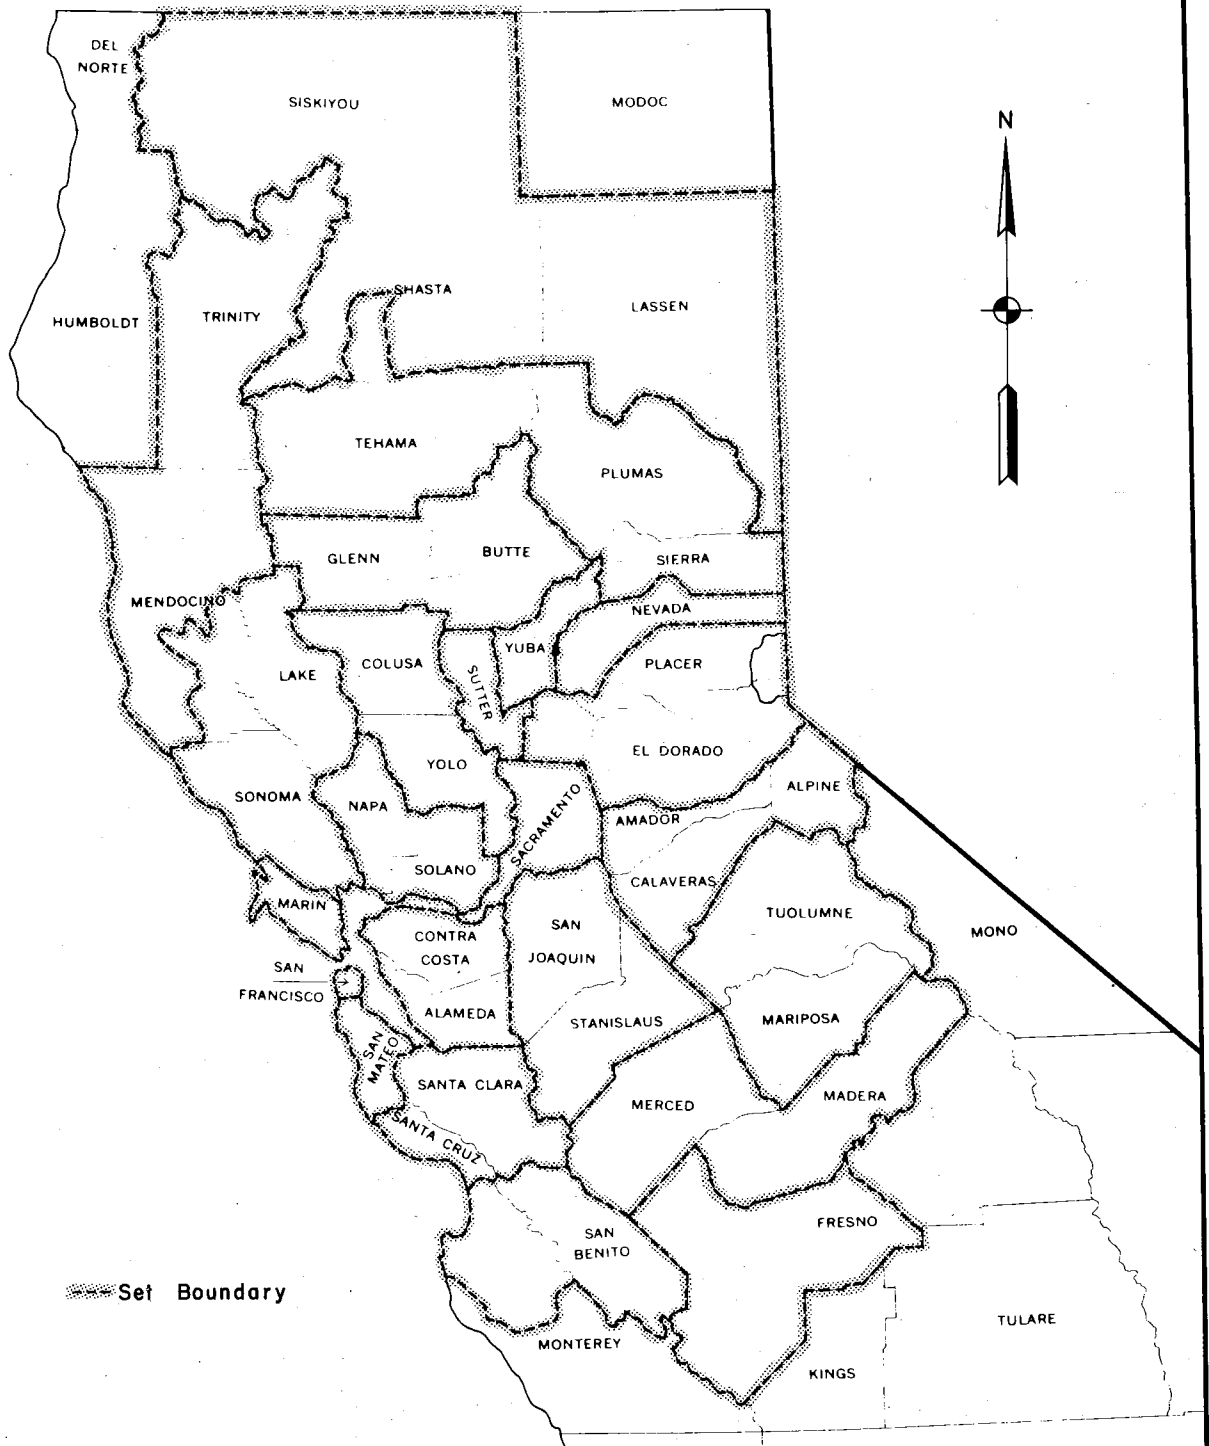 DEL
NORTE
SISKIYOU
MODOC
N
SHASTA
HUMBOLDT
TRINITY
LASSEN
TEHAMA
PLUMAS
GLENN
BUTTE
SIERRA
MENDOCINO
NEVADA
YUBA
COLUSA
PLACER
LAKE
SUTTER
EL DORADO
YOLO
ALPINE
SONOMA
NAPA
SACRAMENTO
AMADOR
SOLANO
CALAVERAS
MARIN
TUOLUMNE
CONTRA
COSTA
SAN
JOAQUIN
MONO
SAN
FRANCISCO
ALAMEDA
STANISLAUS
MARIPOSA
SAN
MATEO
SANTA CLARA
MERCED
MADERA
SANTA CRUZ
FRESNO
SAN
BENITO
Set Boundary
MONTEREY
TULARE
KINGS